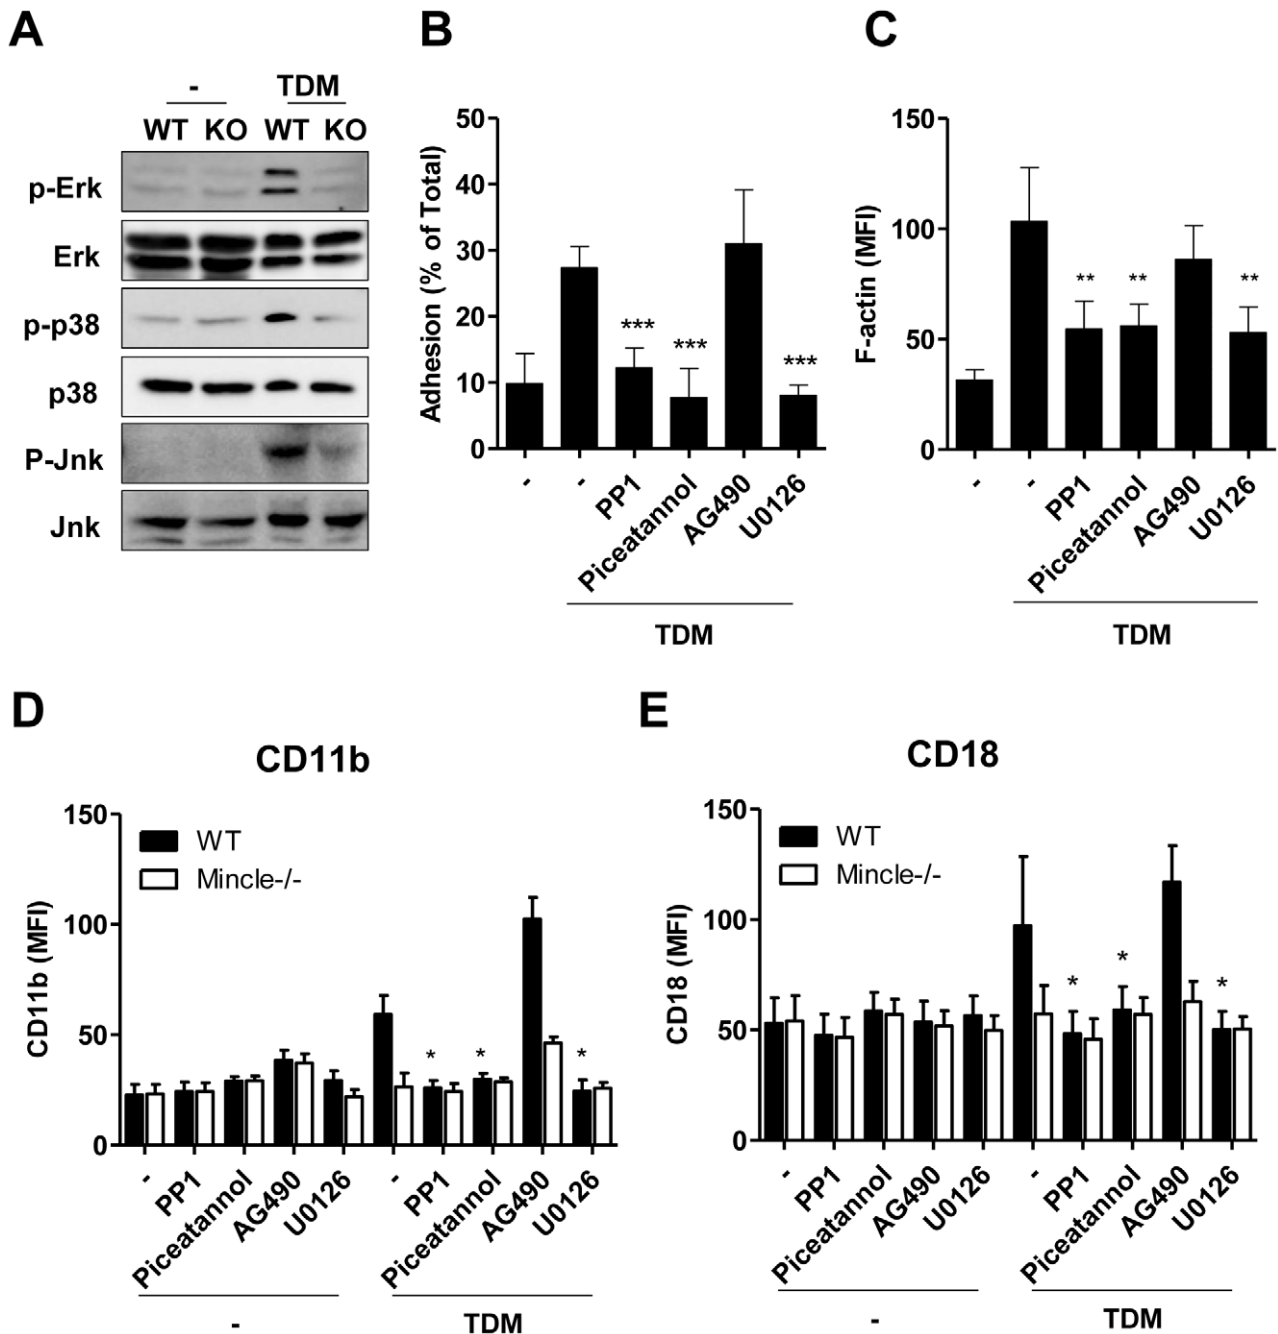 A
- TDM
WT KO WT KO
p-Erk
Erk
p-p38
p38
P-Jnk
Jnk
B
Adhesion (% of Total)
50
40
30
20
10
0
***
***
***
- - PP1 Piceatannol AG490 U0126
TDM
C
F-actin (MFI)
150
100
50
0
** ** **
- - PP1 Piceatannol AG490 U0126
TDM
D
CD11b
WT
Mincle-/-
CD11b (MFI)
150
100
50
0
* * *
- PP1 Piceatannol AG490 U0126 - PP1 Piceatannol AG490 U0126
- TDM
E
CD18
WT
Mincle-/-
CD18 (MFI)
150
100
50
0
* * *
- PP1 Piceatannol AG490 U0126 - PP1 Piceatannol AG490 U0126
- TDM